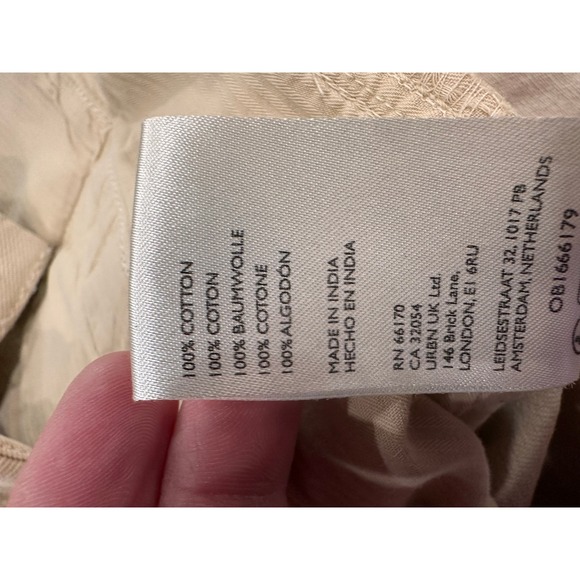 100% COTTON
100% COTON
100% BAUMWOLLE
100% COTONE
100% ALGODÓN
MADE IN INDIA
HECHO EN INDIA
RN 66170
CA 32054
URBN UK Ltd.
146 Brick Lane,
LONDON, E1 6RU
LEIDSESTRAAT 32, 1017 PB
AMSTERDAM, NETHERLANDS
OB1666179